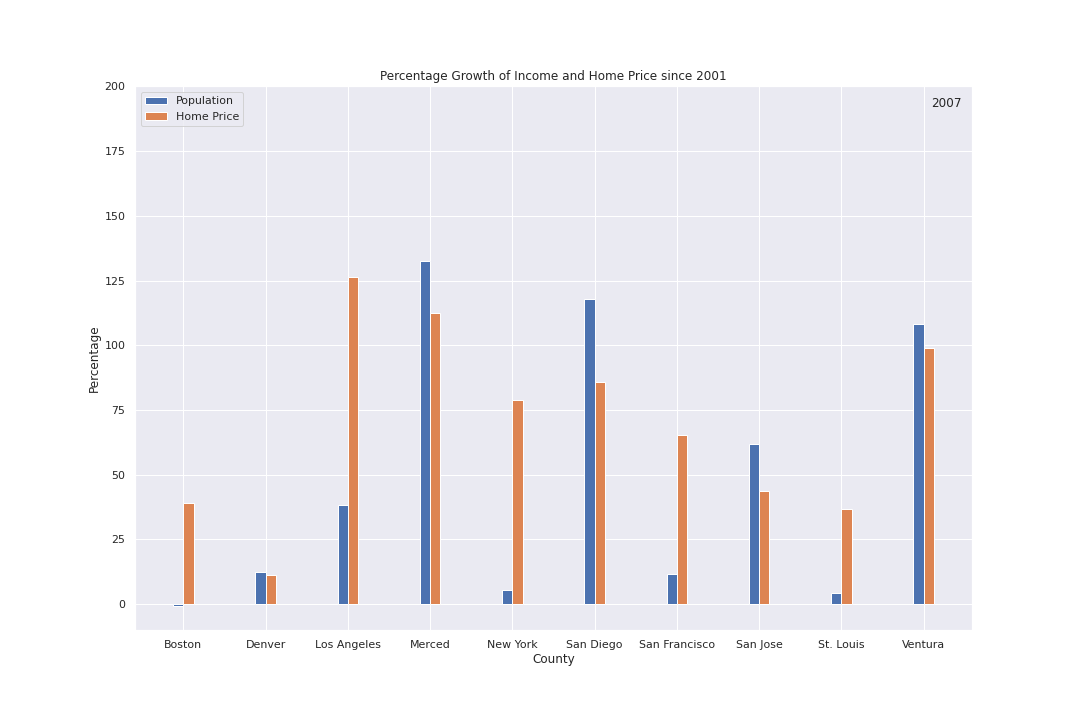 Percentage Growth of Income and Home Price since 2001
200
175
150
125
100
75
50
25
0
Percentage
Population
Home Price
2007
Boston Denver Los Angeles Merced New York San Diego San Francisco San Jose St. Louis Ventura
County